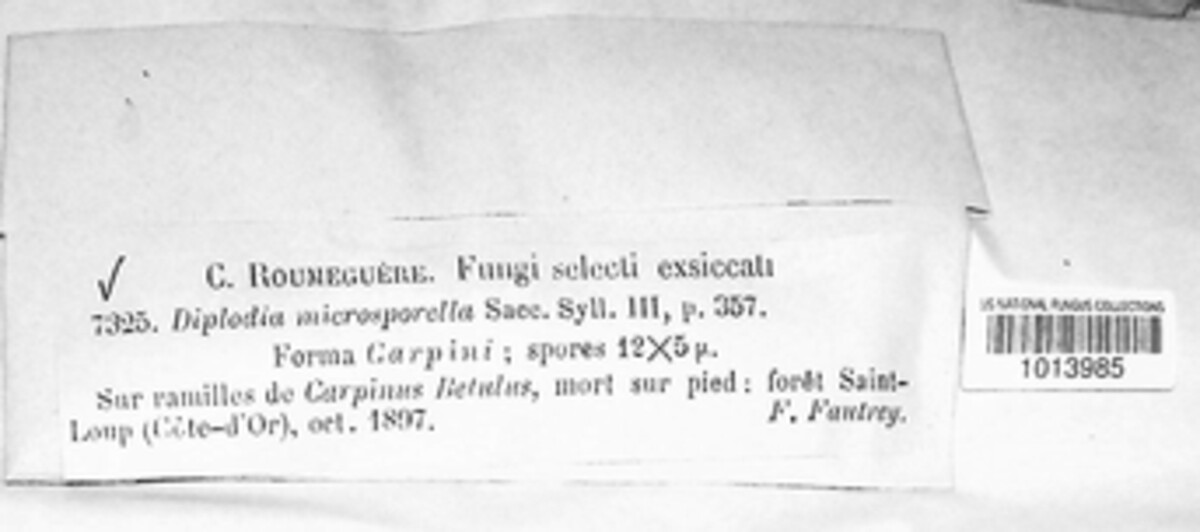 ✓ C. ROUMEGUÈRE. Fungi selecti exsiccati
7325. Diplodia microsporella Sacc. Syll. III, p. 357.
Forma Carpini ; spores 12×5 µ.
Sur ramilles de Carpinus Betulus, mort sur pied : forêt Saint-
Loup (Côte-d'Or), oct. 1897. F. Fautrey.
US NATIONAL FUNGUS COLLECTIONS
1013985